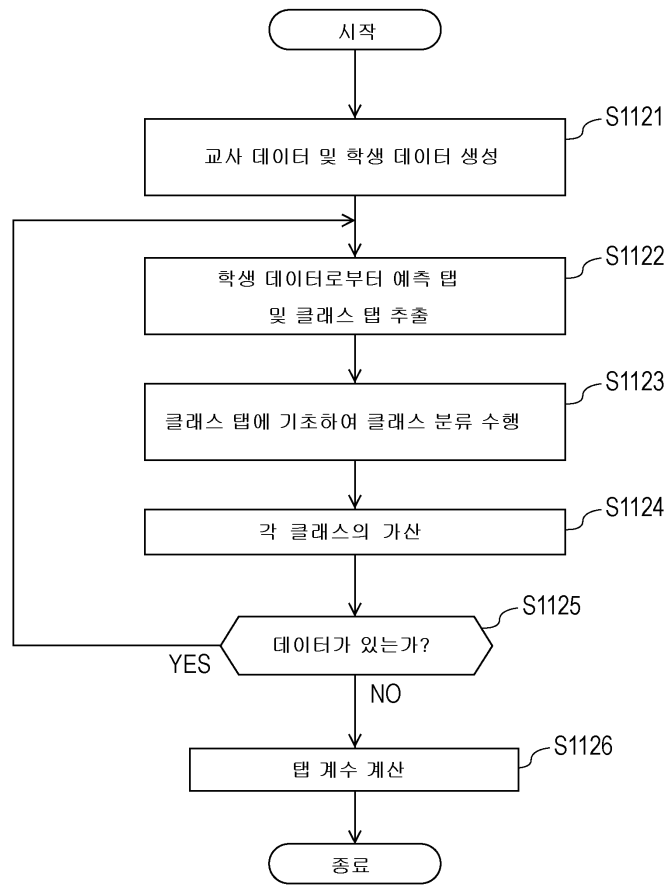 시작
S1121
교사 데이터 및 학생 데이터 생성
S1122
학생 데이터로부터 예측 탭
및 클래스 탭 추출
S1123
클래스 탭에 기초하여 클래스 분류 수행
S1124
각 클래스의 가산
S1125
데이터가 있는가?
YES
NO
S1126
탭 계수 계산
종료